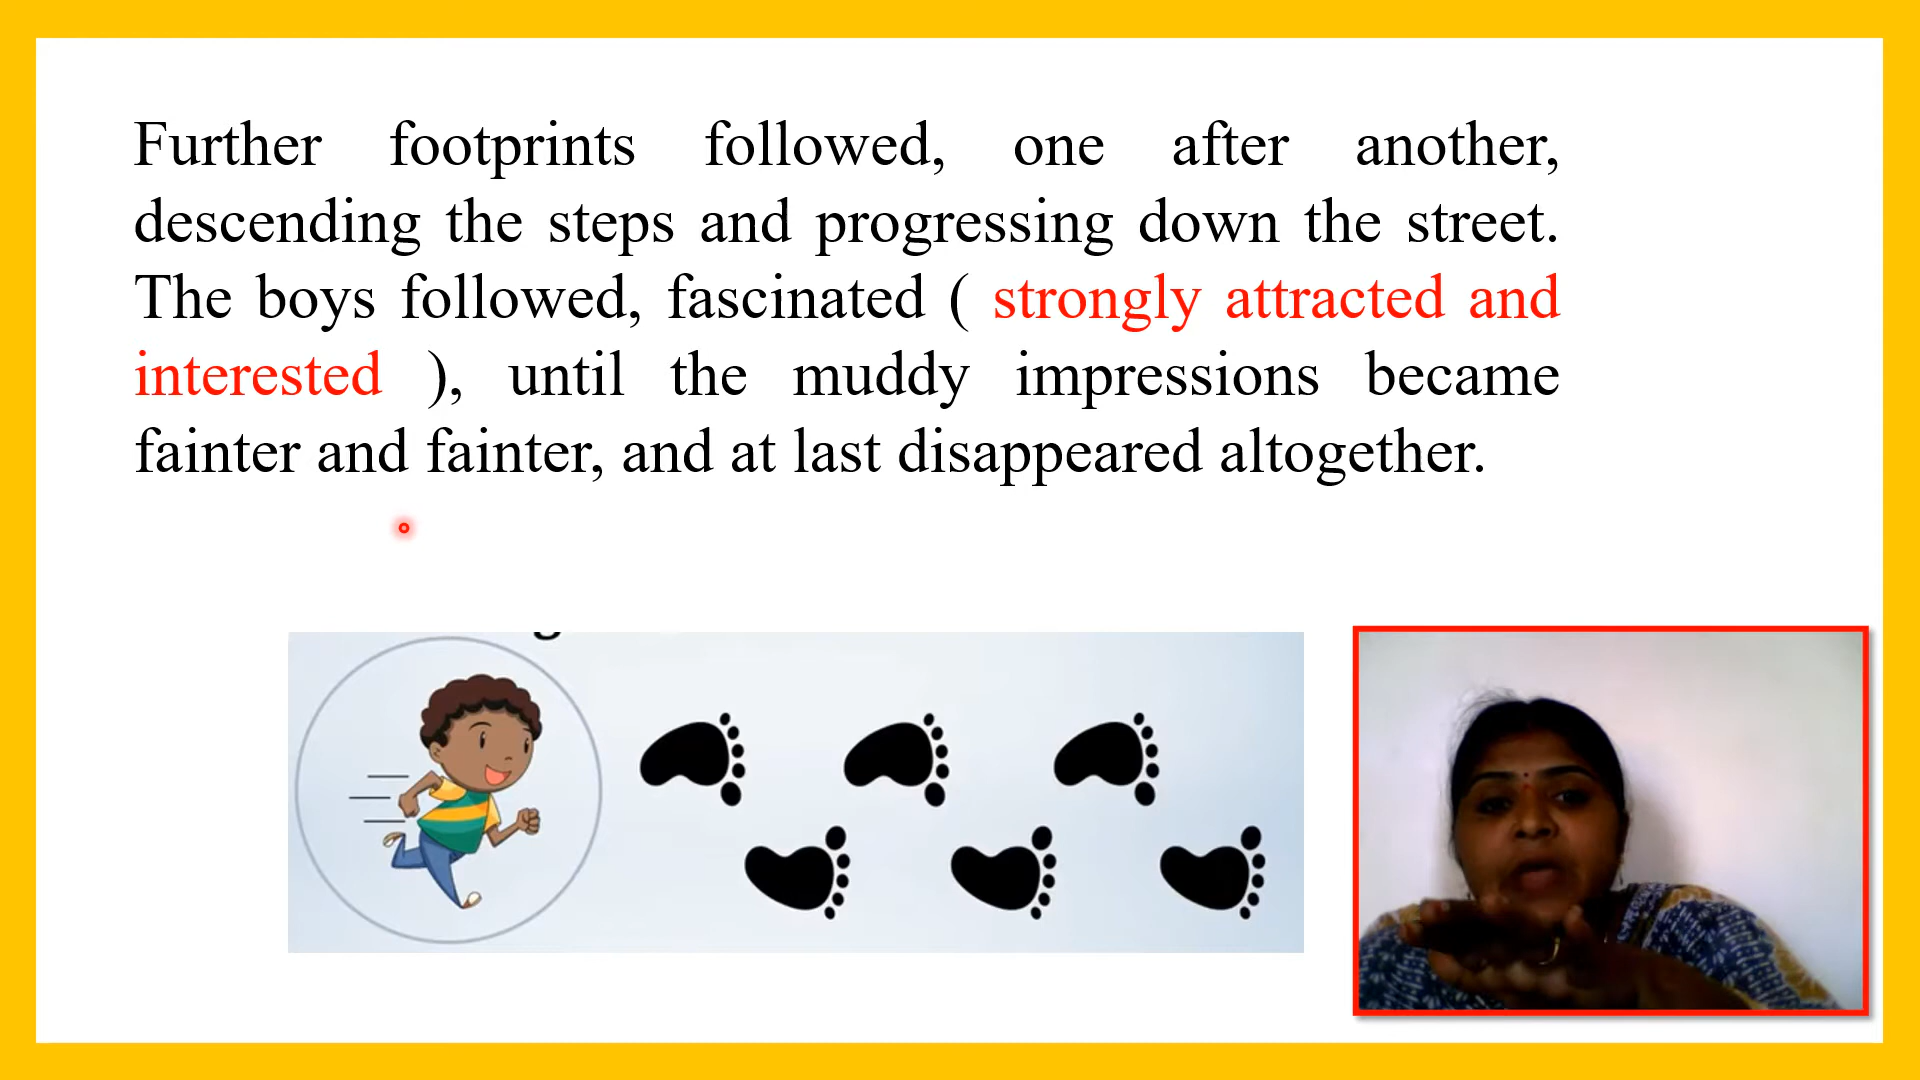 Further footprints followed, one after another,
descending the steps and progressing down the street.
The boys followed, fascinated ( strongly attracted and
interested ), until the muddy impressions became
fainter and fainter, and at last disappeared altogether.